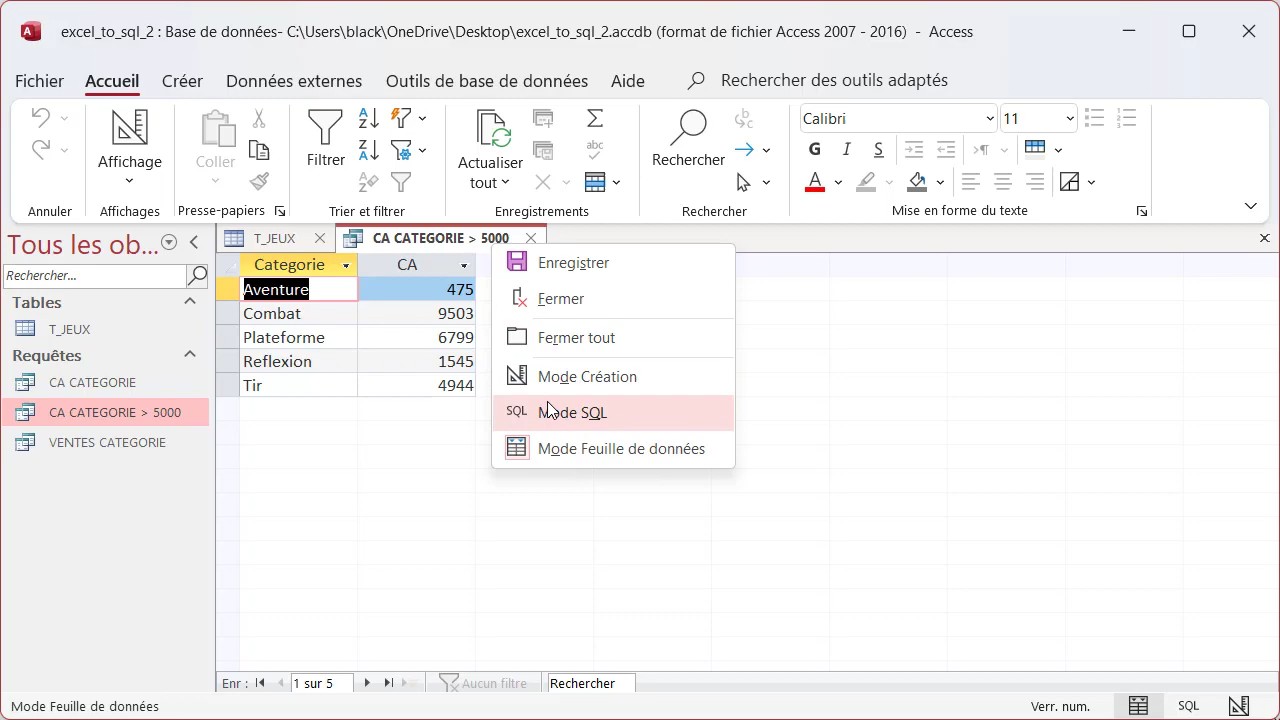 excel_to_sql_2 : Base de données- C:\Users\black\OneDrive\Desktop\excel_to_sql_2.accdb (format de fichier Access 2007 - 2016) - Access
Fichier Accueil Créer Données externes Outils de base de données Aide Rechercher des outils adaptés
Affichage
Coller
Filtrer
Actualiser
tout
Rechercher
Calibri
11
G I S
Annuler
Affichages
Presse-papiers
Trier et filtrer
Enregistrements
Rechercher
Mise en forme du texte
Tous les ob...
Rechercher...
Tables
T_JEUX
Requêtes
CA CATEGORIE
CA CATEGORIE > 5000
VENTES CATEGORIE
T_JEUX
CA CATEGORIE > 5000
Categorie CA
Aventure 475
Combat 9503
Plateforme 6799
Reflexion 1545
Tir 4944
Enregistrer
Fermer
Fermer tout
Mode Création
SQL Mode SQL
Mode Feuille de données
Enr : 1 sur 5 Aucun filtre Rechercher
Mode Feuille de données
Verr. num. SQL